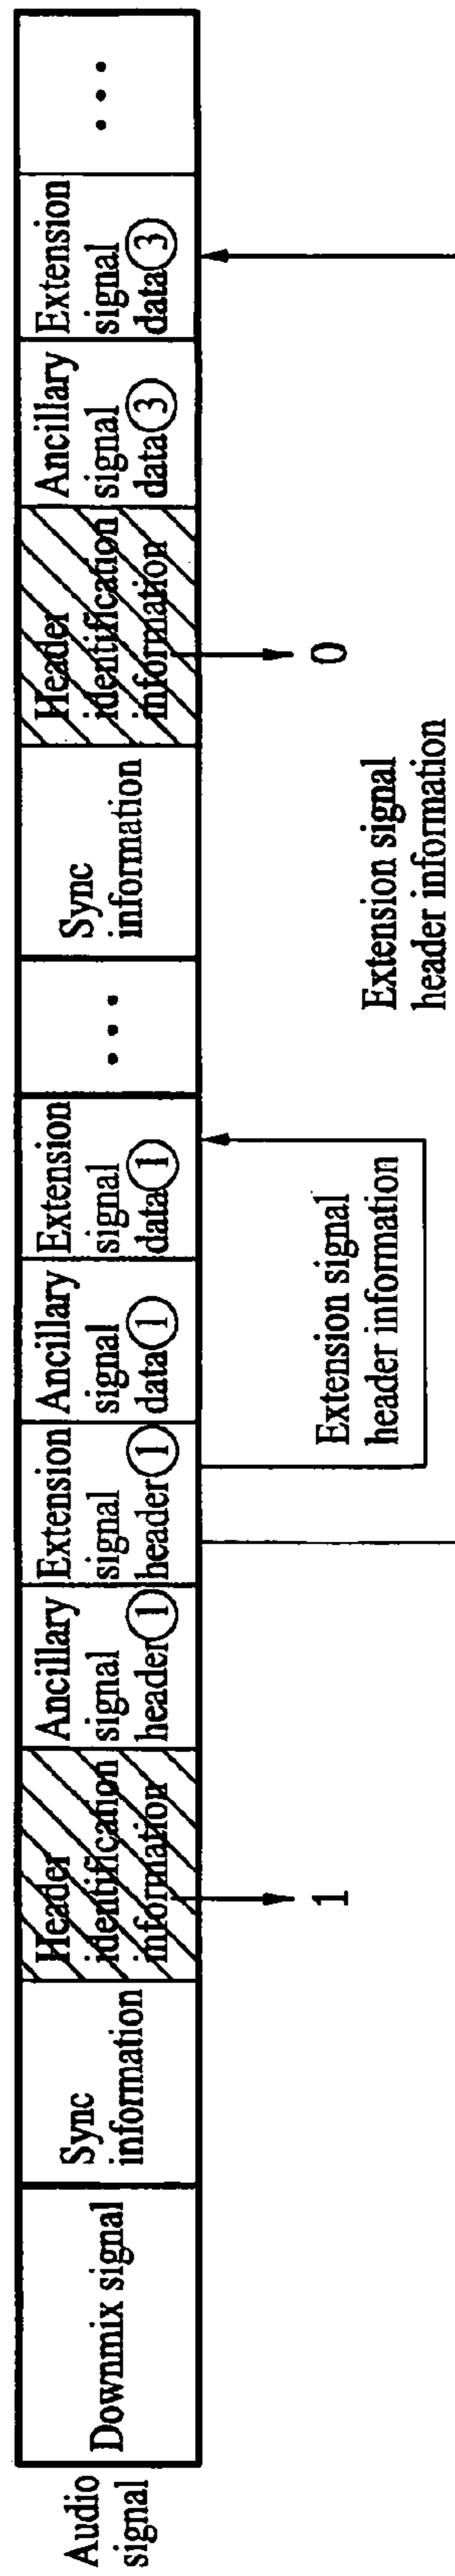 Audio
signal
Downmix signal
Sync
information
Header
identification
information
1
Ancillary
signal
header①
Extension
signal
header①
Ancillary
signal
data①
Extension
signal
data①
...
Extension signal
header information
Sync
information
Header
identification
information
0
Ancillary
signal
data③
Extension
signal
data③
...
Extension signal
header information